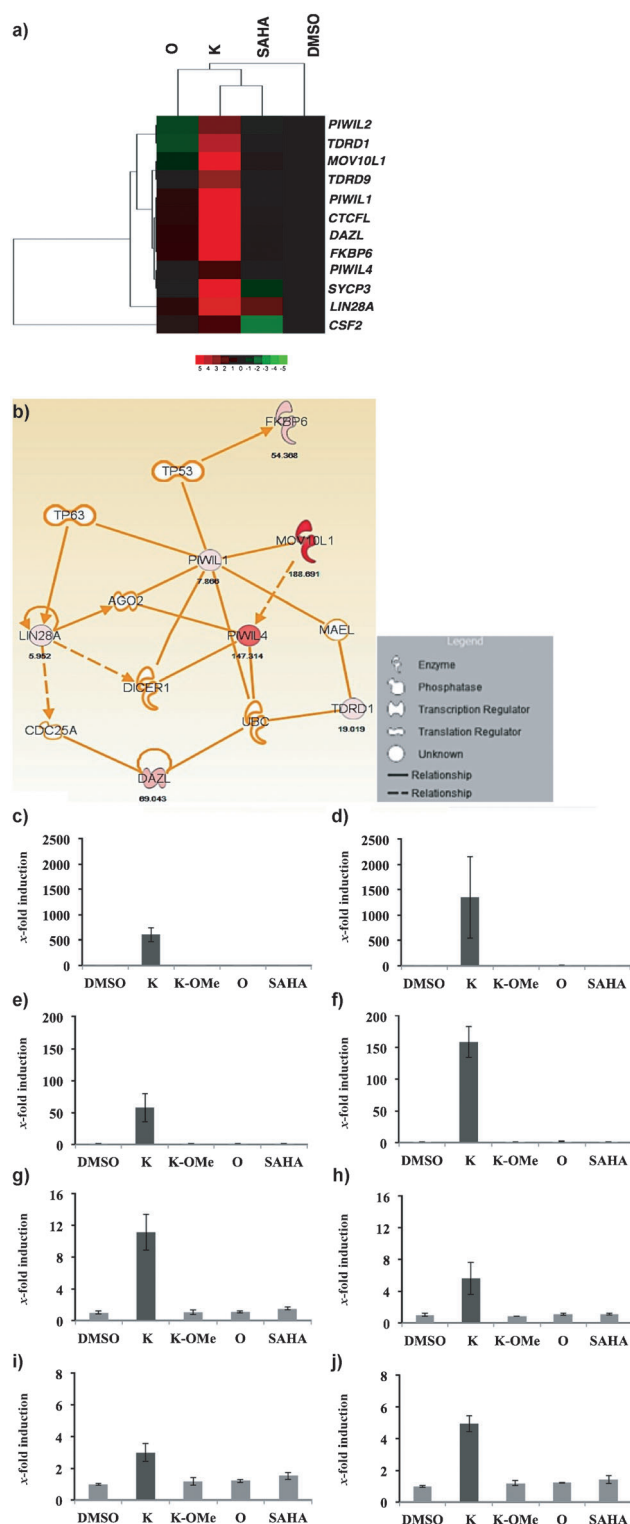 a)
O K SAHA DMSO
PIWIL2
TDRD1
MOV10L1
TDRD9
PIWIL1
CTCFL
DAZL
FKBP6
PIWIL4
SYCP3
LIN28A
CSF2
5 4 3 2 1 0 -1 -2 -3 -4 -5
b)
FKBP6
54.368
TP53
TP63
MOV10L1
188.691
PIWIL1
7.866
AGO2
LIN28A
5.952
PIWIL4
147.314
MAEL
DICER1
TDRD1
19.019
UBC
CDC25A
DAZL
69.043
Legend
Enzyme
Phosphatase
Transcription Regulator
Translation Regulator
Unknown
Relationship
Relationship
c)
x-fold induction
2500
2000
1500
1000
500
0
DMSO K K-OMe O SAHA
d)
x-fold induction
2500
2000
1500
1000
500
0
DMSO K K-OMe O SAHA
e)
x-fold induction
200
150
100
50
0
DMSO K K-OMe O SAHA
f)
x-fold induction
200
150
100
50
0
DMSO K K-OMe O SAHA
g)
x-fold induction
16
12
8
4
0
DMSO K K-OMe O SAHA
h)
x-fold induction
16
12
8
4
0
DMSO K K-OMe O SAHA
i)
x-fold induction
8
6
4
2
0
DMSO K K-OMe O SAHA
j)
x-fold induction
8
6
4
2
0
DMSO K K-OMe O SAHA